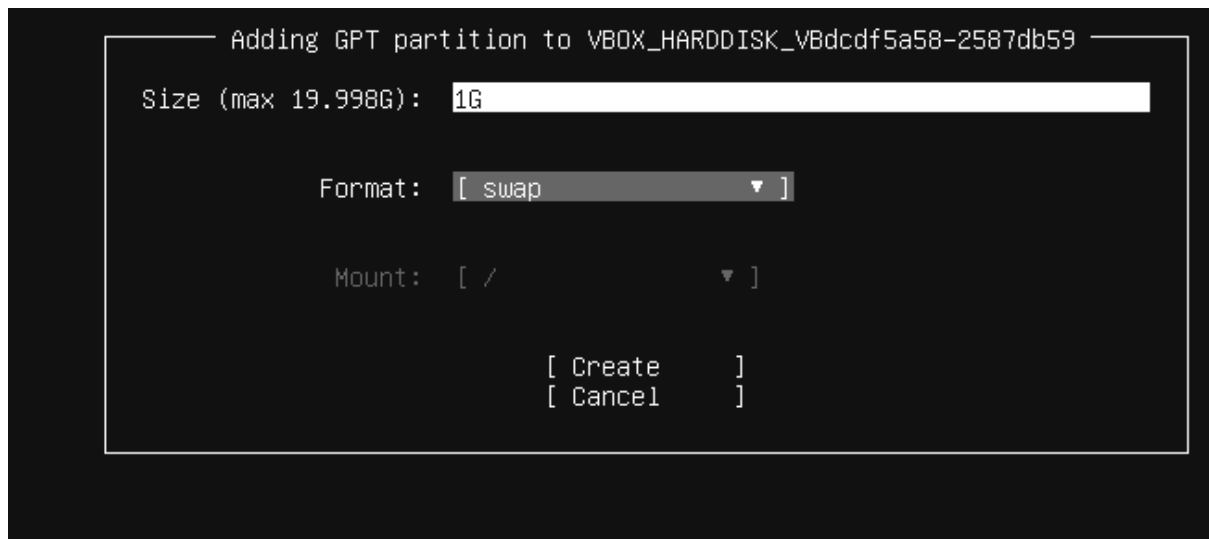 Adding GPT partition to VBOX_HARDDISK_VBdcdf5a58-2587db59
Size (max 19.998G): 1G
Format: [ swap ▼ ]
Mount: [ / ▼ ]
[ Create ]
[ Cancel ]